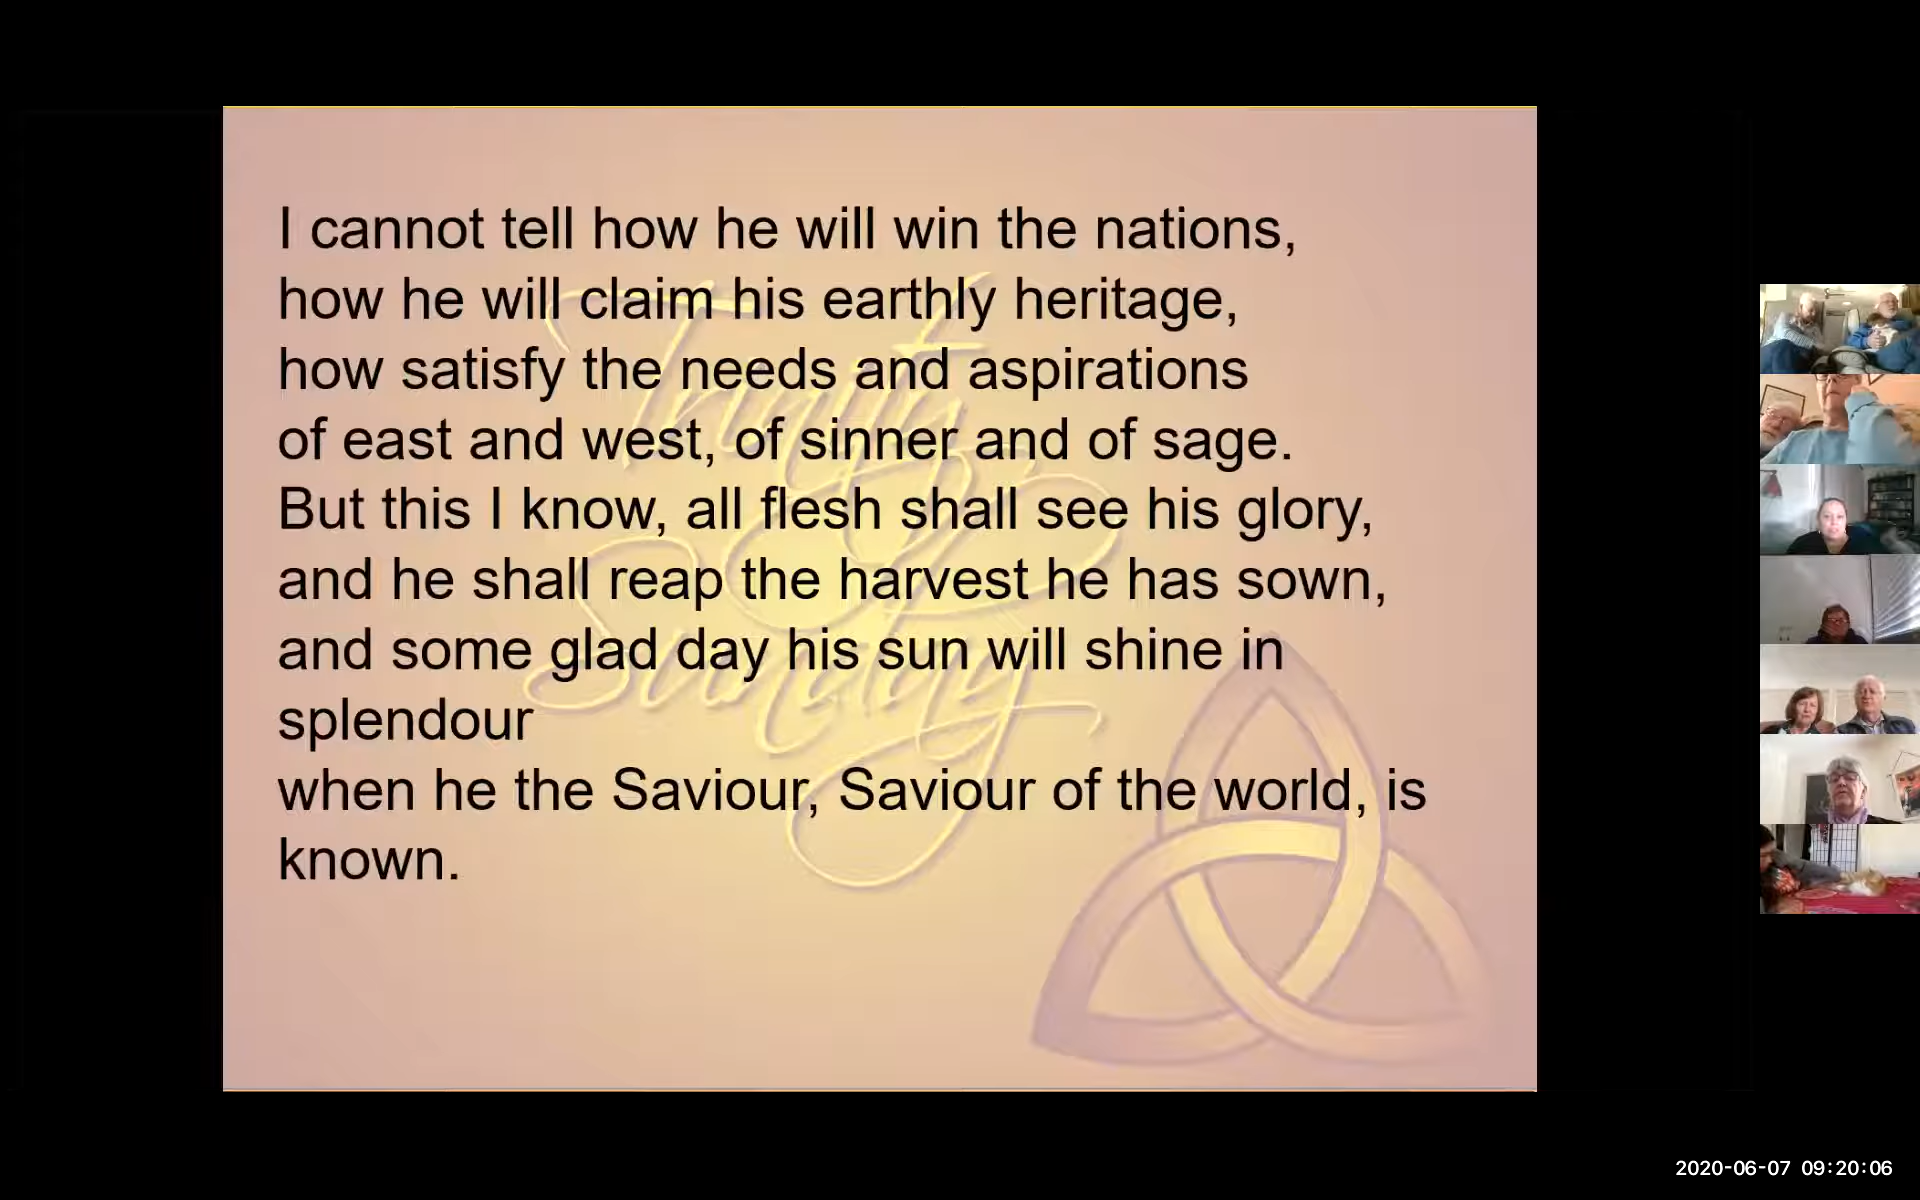 I cannot tell how he will win the nations,
how he will claim his earthly heritage,
how satisfy the needs and aspirations
of east and west, of sinner and of sage.
But this I know, all flesh shall see his glory,
and he shall reap the harvest he has sown,
and some glad day his sun will shine in
splendour
when he the Saviour, Saviour of the world, is
known.
Trinity
Sunday
2020-06-07 09:20:06